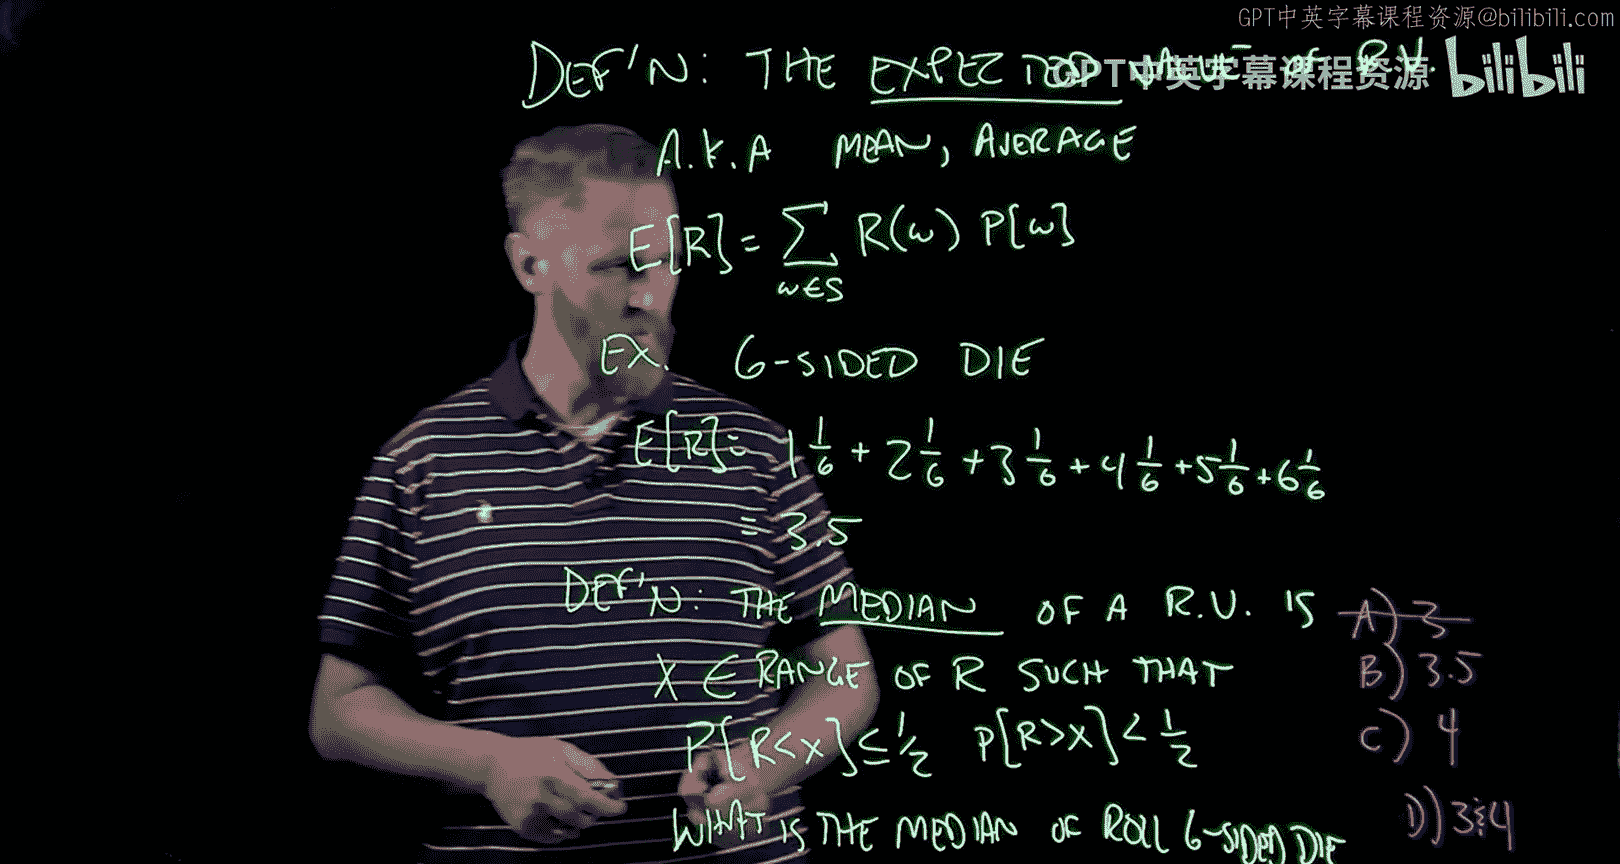 GPT中英字幕课程资源@bilibili.com
DEF'N: THE EXPECTED VALUE OF R.V.
GPT中英字幕课程资源 bilibili
A.K.A MEAN, AVERAGE
E[R] = ∑ R(ω) P[ω]
ω∈S
EX. 6-SIDED DIE
E[R] = 1 1/6 + 2 1/6 + 3 1/6 + 4 1/6 + 5 1/6 + 6 1/6
= 3.5
DEF'N: THE MEDIAN OF A R.V. IS
X ∈ RANGE OF R SUCH THAT
P[R<X] ≤ 1/2 P[R>X] < 1/2
WHAT IS THE MEDIAN OF ROLL 6-SIDED DIE
A) 3
B) 3.5
C) 4
D) 3 & 4